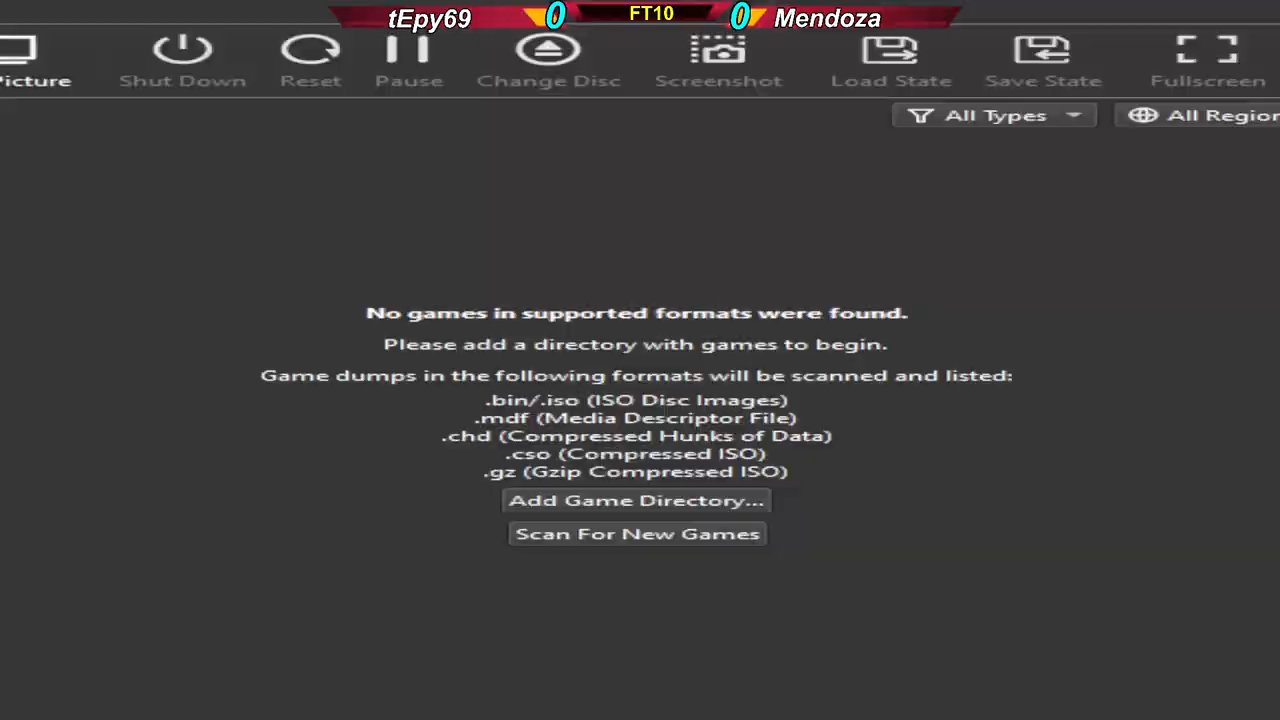 tEpy69 0 FT10 0 Mendoza
Picture Shut Down Reset Pause Change Disc Screenshot Load State Save State Fullscreen
All Types All Region
No games in supported formats were found.
Please add a directory with games to begin.
Game dumps in the following formats will be scanned and listed:
.bin/.iso (ISO Disc Images)
.mdf (Media Descriptor File)
.chd (Compressed Hunks of Data)
.cso (Compressed ISO)
.gz (Gzip Compressed ISO)
Add Game Directory...
Scan For New Games